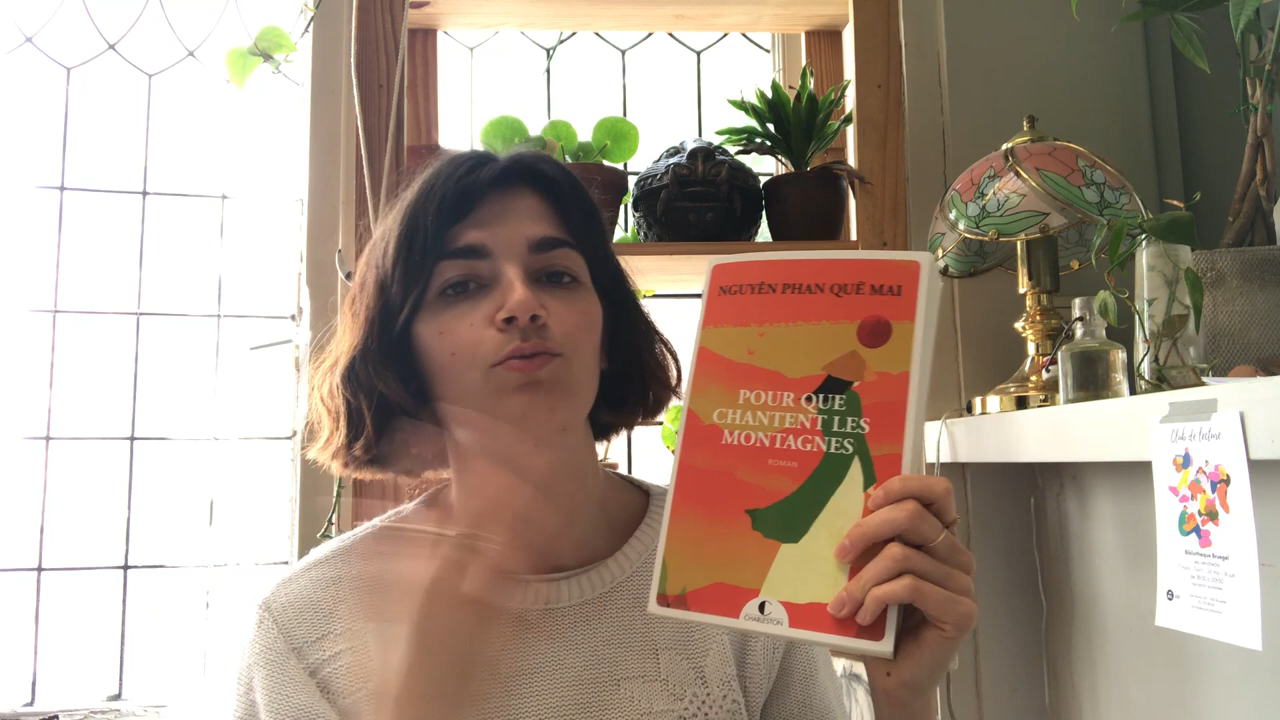 NGUYÊN PHAN QUÊ MAI
POUR QUE
CHANTENT LES
MONTAGNES
ROMAN
C
CHARLESTON
Club de lecture
Bibliothèque Bruegel